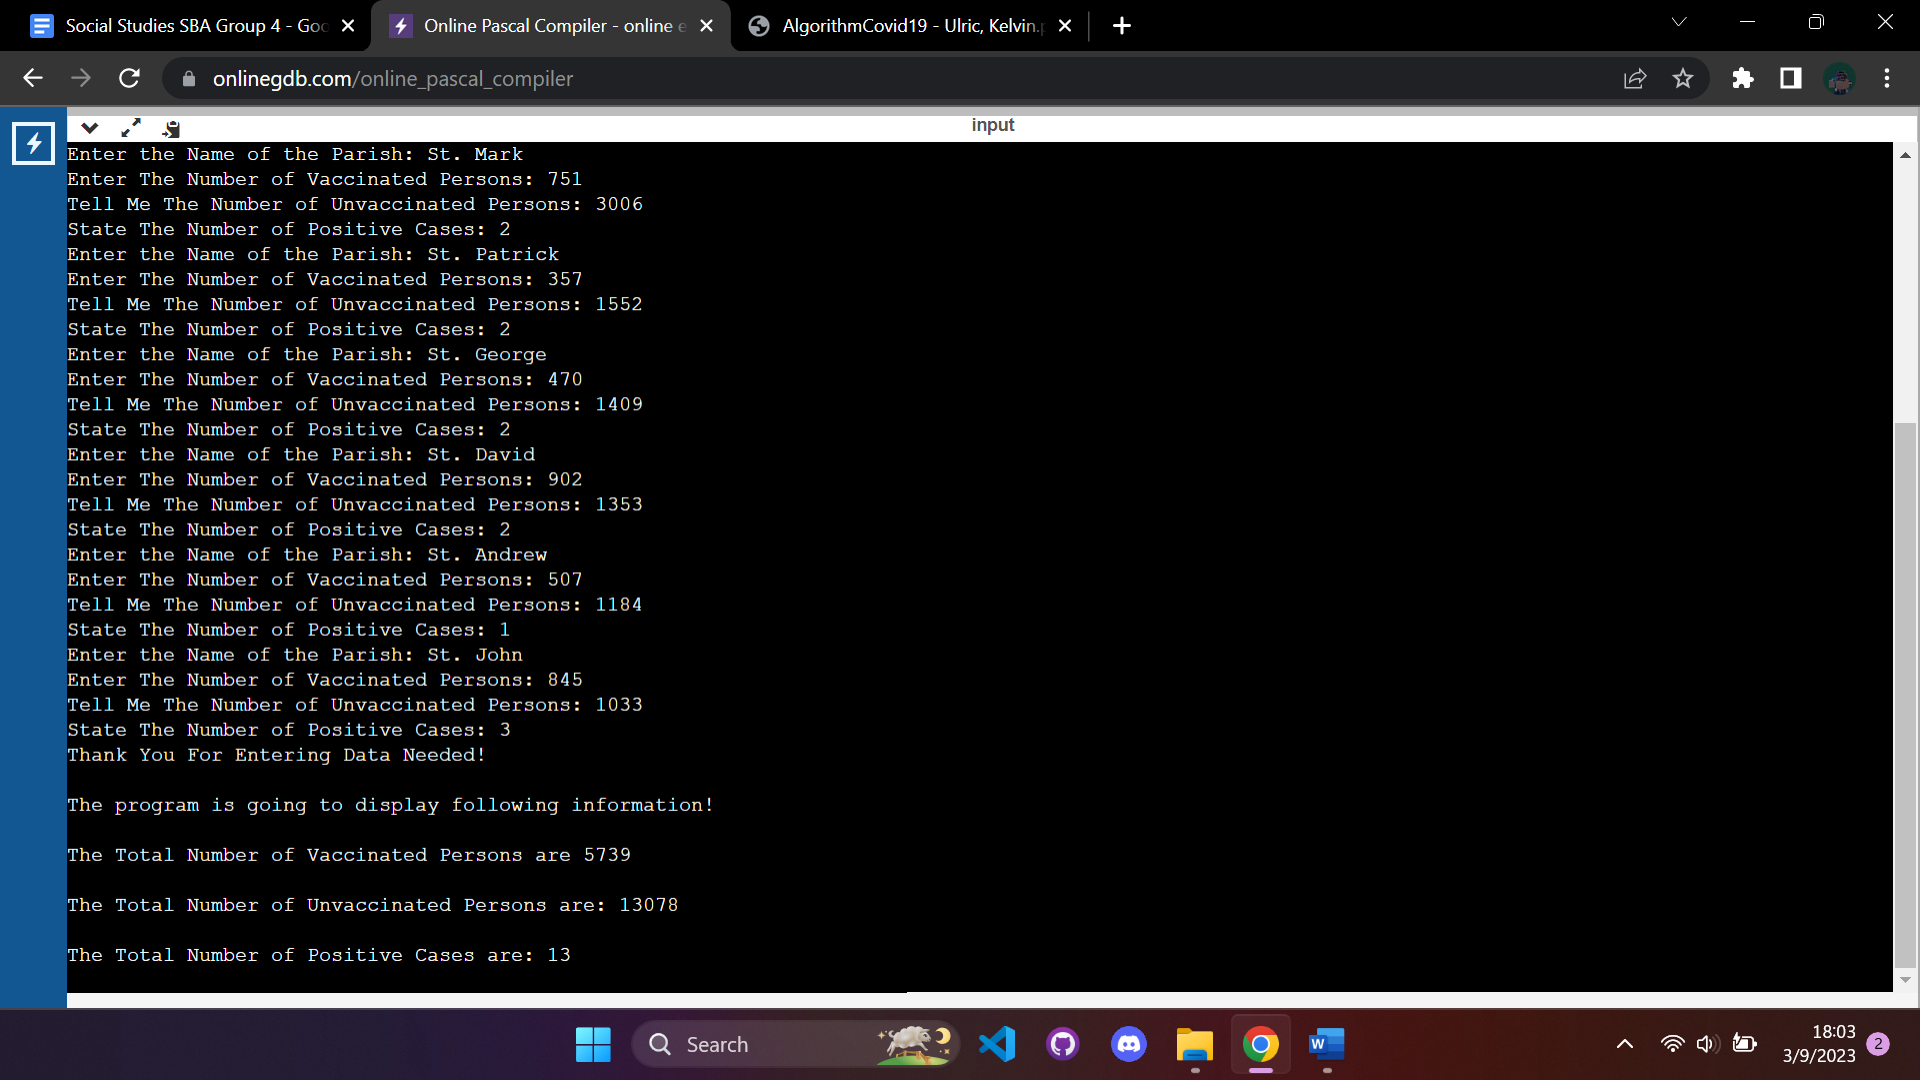 Social Studies SBA Group 4 - Goo
Online Pascal Compiler - online e
AlgorithmCovid19 - Ulric, Kelvin.p
onlinegdb.com/online_pascal_compiler
input
Enter the Name of the Parish: St. Mark
Enter The Number of Vaccinated Persons: 751
Tell Me The Number of Unvaccinated Persons: 3006
State The Number of Positive Cases: 2
Enter the Name of the Parish: St. Patrick
Enter The Number of Vaccinated Persons: 357
Tell Me The Number of Unvaccinated Persons: 1552
State The Number of Positive Cases: 2
Enter the Name of the Parish: St. George
Enter The Number of Vaccinated Persons: 470
Tell Me The Number of Unvaccinated Persons: 1409
State The Number of Positive Cases: 2
Enter the Name of the Parish: St. David
Enter The Number of Vaccinated Persons: 902
Tell Me The Number of Unvaccinated Persons: 1353
State The Number of Positive Cases: 2
Enter the Name of the Parish: St. Andrew
Enter The Number of Vaccinated Persons: 507
Tell Me The Number of Unvaccinated Persons: 1184
State The Number of Positive Cases: 1
Enter the Name of the Parish: St. John
Enter The Number of Vaccinated Persons: 845
Tell Me The Number of Unvaccinated Persons: 1033
State The Number of Positive Cases: 3
Thank You For Entering Data Needed!
The program is going to display following information!
The Total Number of Vaccinated Persons are 5739
The Total Number of Unvaccinated Persons are: 13078
The Total Number of Positive Cases are: 13
Search
W
18:03
3/9/2023
2